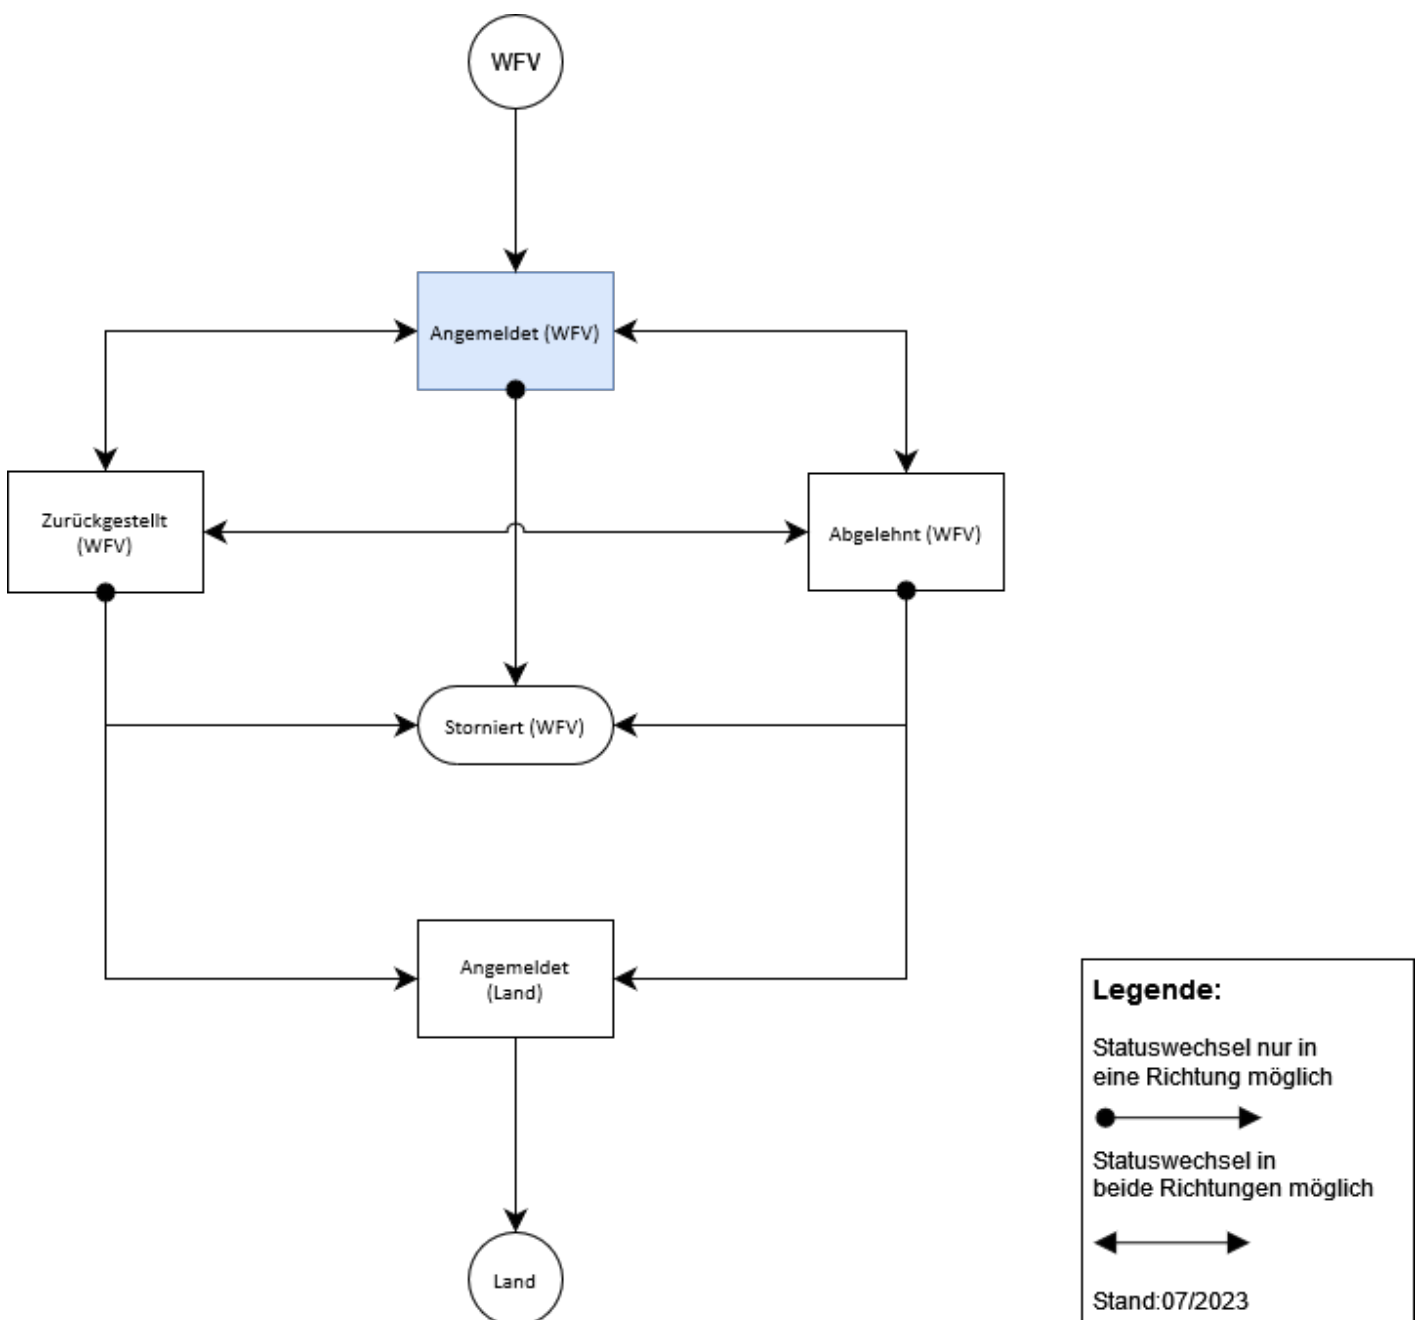 WFV
Angemeldet (WFV)
Zurückgestellt
(WFV)
Abgelehnt (WFV)
Storniert (WFV)
Angemeldet
(Land)
Land
Legende:
Statuswechsel nur in
eine Richtung möglich
Statuswechsel in
beide Richtungen möglich
Stand:07/2023